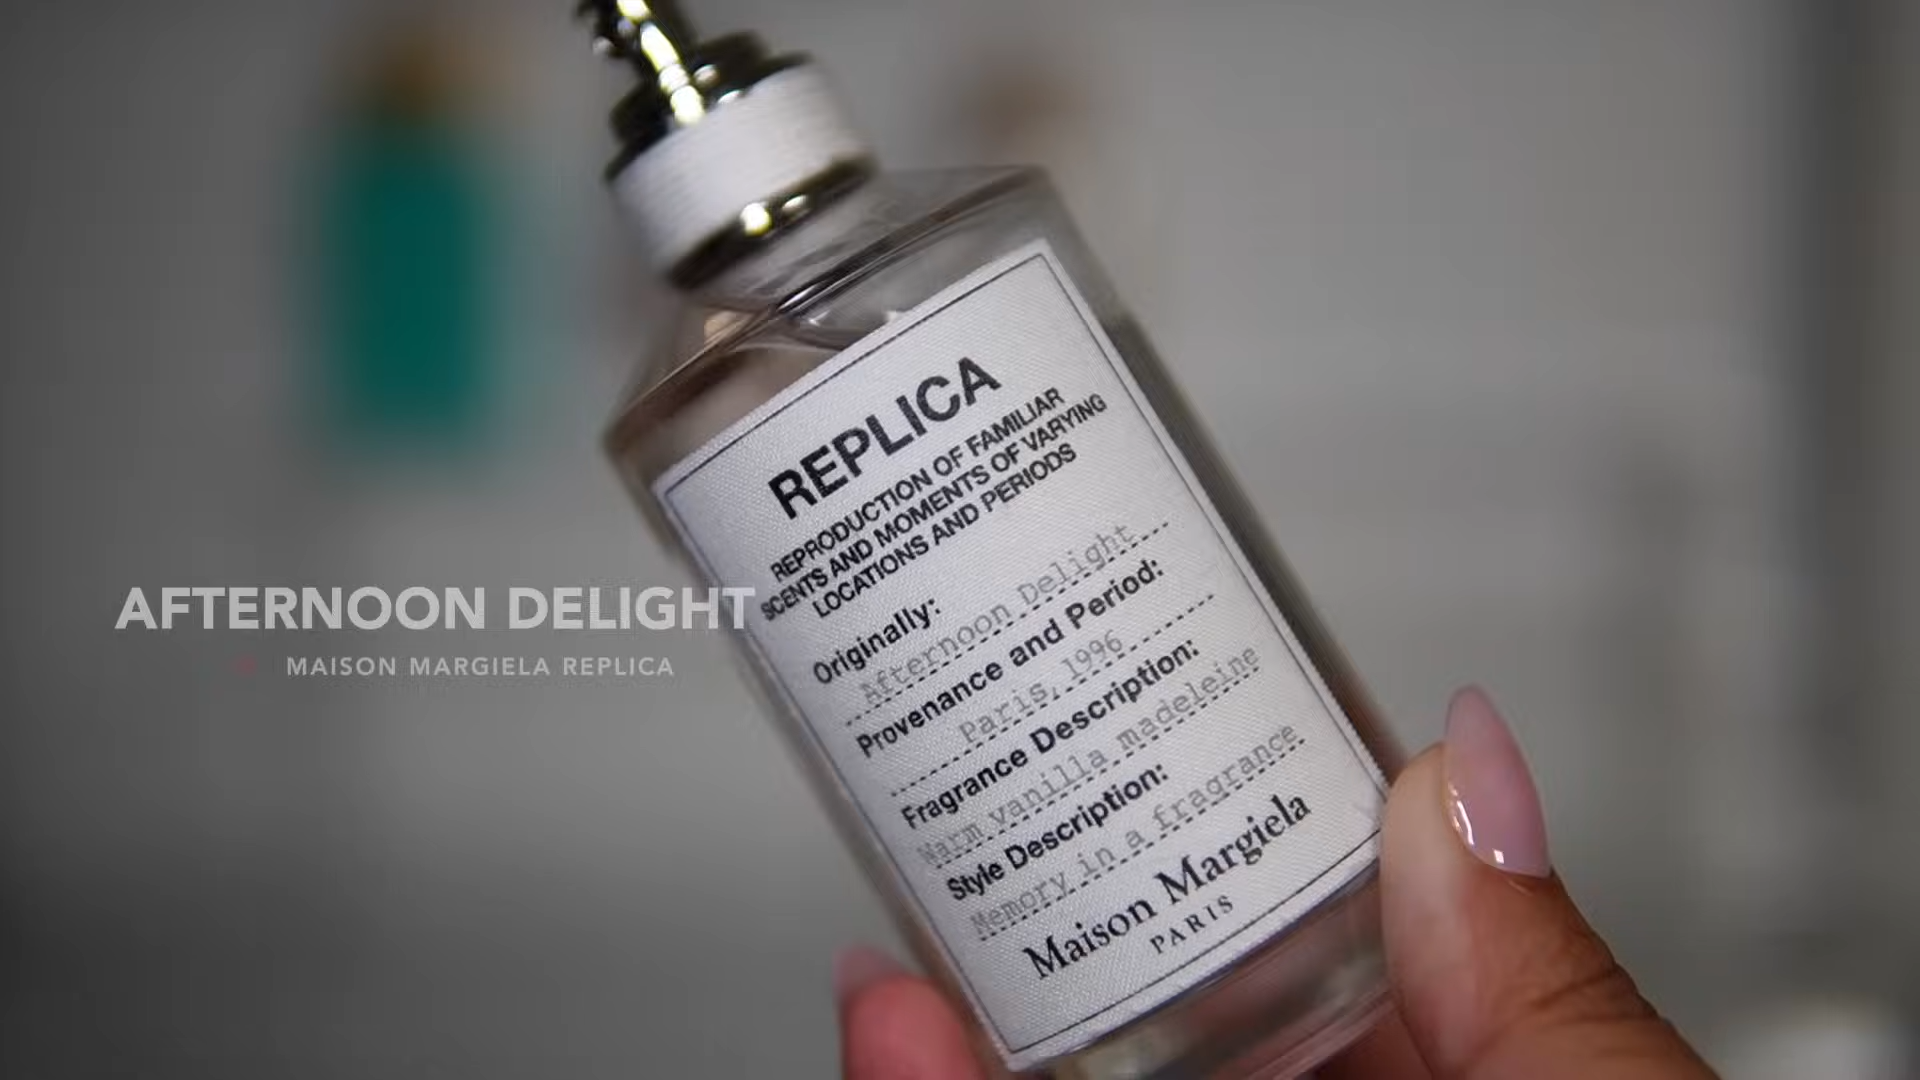 REPLICA
REPRODUCTION OF FAMILIAR
SCENTS AND MOMENTS OF VARYING
LOCATIONS AND PERIODS
Originally:
Afternoon Delight
Provenance and Period:
Paris, 1996
Fragrance Description:
Warm vanilla madeleine
Style Description:
Memory in a fragrance
Maison Margiela
PARIS
AFTERNOON DELIGHT
MAISON MARGIELA REPLICA